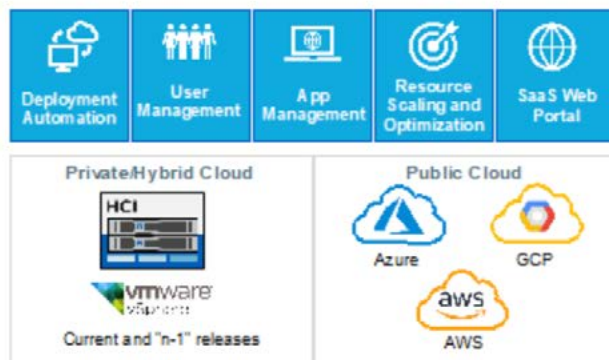 Deployment
Automation
User
Management
App
Management
Resource
Scaling and
Optimization
SaaS Web
Portal
Private/Hybrid Cloud
HCI
vmware
vSphere
Current and "n-1" releases
Public Cloud
Azure
GCP
aws
AWS